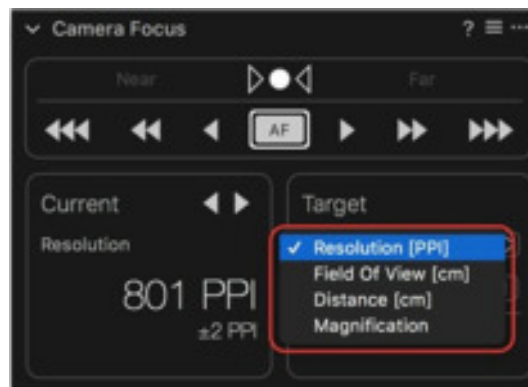 Camera Focus ? ...
Near Far
AF
Current Target
Resolution
✓ Resolution [PPI]
Field Of View [cm]
801 PPI
Distance [cm]
±2 PPI
Magnification